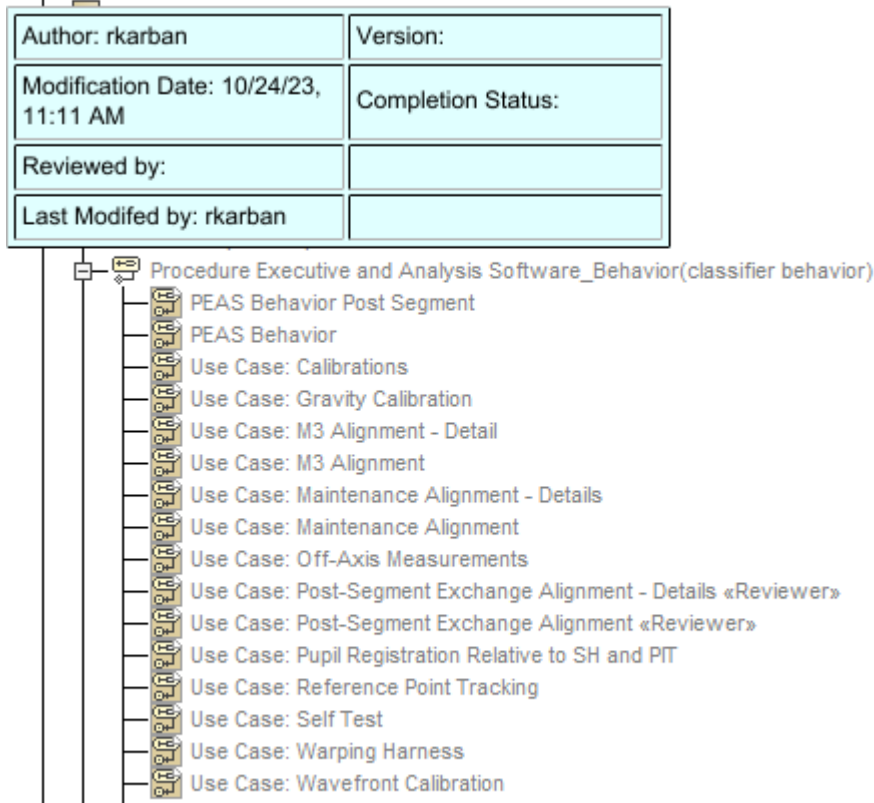 Author: rkarban
Version:
Modification Date: 10/24/23,
11:11 AM
Completion Status:
Reviewed by:
Last Modifed by: rkarban
Procedure Executive and Analysis Software_Behavior(classifier behavior)
PEAS Behavior Post Segment
PEAS Behavior
Use Case: Calibrations
Use Case: Gravity Calibration
Use Case: M3 Alignment - Detail
Use Case: M3 Alignment
Use Case: Maintenance Alignment - Details
Use Case: Maintenance Alignment
Use Case: Off-Axis Measurements
Use Case: Post-Segment Exchange Alignment - Details «Reviewer»
Use Case: Post-Segment Exchange Alignment «Reviewer»
Use Case: Pupil Registration Relative to SH and PIT
Use Case: Reference Point Tracking
Use Case: Self Test
Use Case: Warping Harness
Use Case: Wavefront Calibration